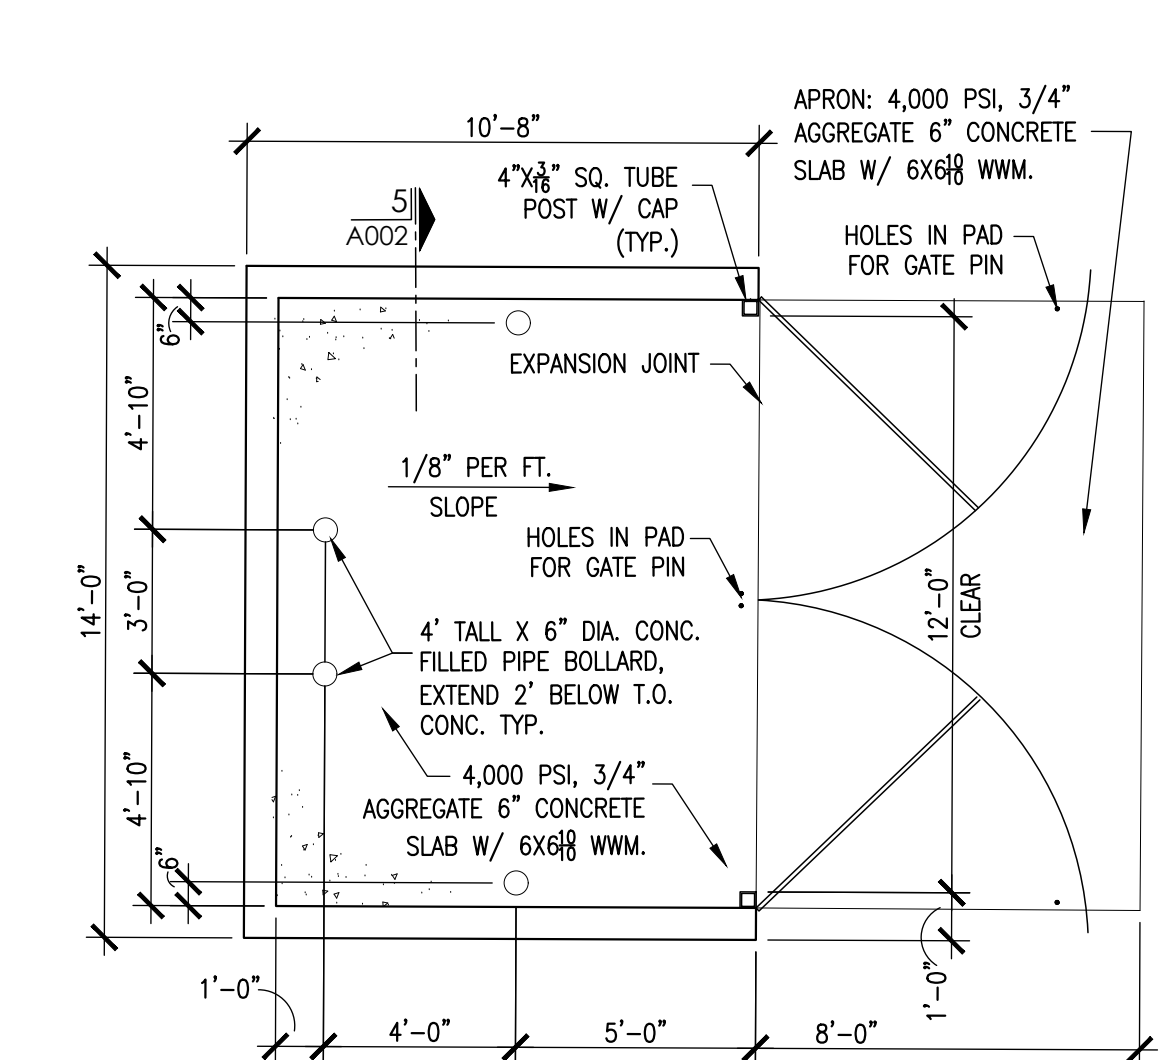 APRON: 4,000 PSI, 3/4"
AGGREGATE 6" CONCRETE
SLAB W/ 6X6 10/10 WWM.
10'-8"
4"X3/16" SQ. TUBE
POST W/ CAP
(TYP.)
5
A002
HOLES IN PAD
FOR GATE PIN
6"
EXPANSION JOINT
4'-10"
1/8" PER FT.
SLOPE
HOLES IN PAD
FOR GATE PIN
14'-0"
3'-0"
12'-0"
CLEAR
4' TALL X 6" DIA. CONC.
FILLED PIPE BOLLARD,
EXTEND 2' BELOW T.O.
CONC. TYP.
4'-10"
4,000 PSI, 3/4"
AGGREGATE 6" CONCRETE
SLAB W/ 6X6 10/10 WWM.
6"
1'-0"
1'-0"
4'-0"
5'-0"
8'-0"